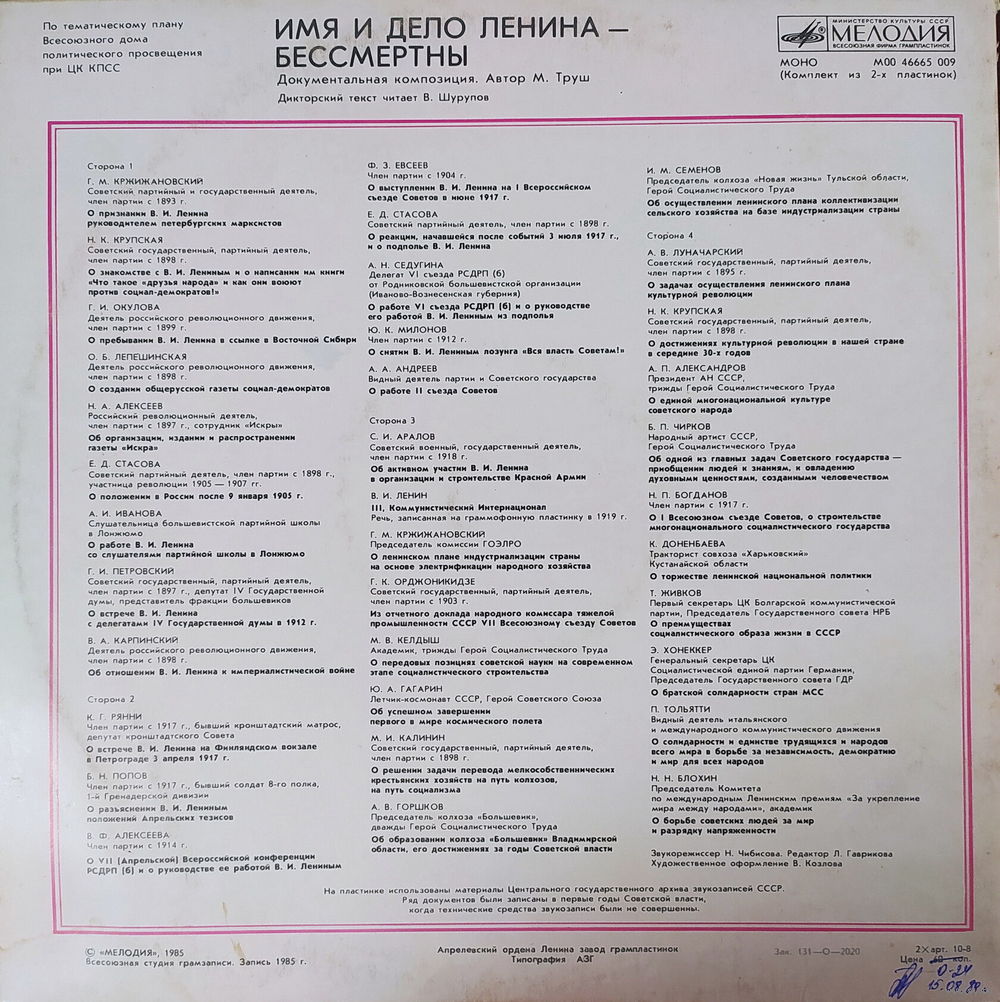 По тематическому плану
Всесоюзного дома
политического просвещения
при ЦК КПСС
ИМЯ И ДЕЛО ЛЕНИНА —
БЕССМЕРТНЫ
Документальная композиция. Автор М. Труш
Дикторский текст читает В. Шурупов
МИНИСТЕРСТВО КУЛЬТУРЫ СССР
МЕЛОДИЯ
ВСЕСОЮЗНАЯ ФИРМА ГРАМПЛАСТИНОК
МОНО М00 46665 009
(Комплект из 2-х пластинок)
Сторона 1
Г. М. КРЖИЖАНОВСКИЙ
Советский партийный и государственный деятель,
член партии с 1893 г.
О признании В. И. Ленина
руководителем петербургских марксистов
Н. К. КРУПСКАЯ
Советский государственный, партийный деятель,
член партии с 1898 г.
О знакомстве с В. И. Лениным и о написании им книги
«Что такое «друзья народа» и как они воюют
против социал-демократов!»
Г. И. ОКУЛОВА
Деятель российского революционного движения,
член партии с 1899 г.
О пребывании В. И. Ленина в ссылке в Восточной Сибири
О. Б. ЛЕПЕШИНСКАЯ
Деятель российского революционного движения,
член партии с 1898 г.
О создании общерусской газеты социал-демократов
Н. А. АЛЕКСЕЕВ
Российский революционный деятель,
член партии с 1897 г., сотрудник «Искры»
Об организации, издании и распространении
газеты «Искра»
Е. Д. СТАСОВА
Советский партийный деятель, член партии с 1898 г.,
участница революции 1905 — 1907 гг.
О положении в России после 9 января 1905 г.
А. И. ИВАНОВА
Слушательница большевистской партийной школы
в Лонжюмо
О работе В. И. Ленина
со слушателями партийной школы в Лонжюмо
Г. И. ПЕТРОВСКИЙ
Советский государственный, партийный деятель,
член партии с 1897 г., депутат IV Государственной
думы, представитель фракции большевиков
О встрече В. И. Ленина
с делегатами IV Государственной думы в 1912 г.
В. А. КАРПИНСКИЙ
Деятель российского революционного движения,
член партии с 1898 г.
Об отношении В. И. Ленина к империалистической войне
Сторона 2
К. Г. РЯННИ
Член партии с 1917 г., бывший кронштадтский матрос,
депутат кронштадтского Совета
О встрече В. И. Ленина на Финляндском вокзале
в Петрограде 3 апреля 1917 г.
Б. Н. ПОПОВ
Член партии с 1917 г., бывший солдат 8-го полка,
1-й Гренадерской дивизии
О разъяснении В. И. Лениным
положений Апрельских тезисов
В. Ф. АЛЕКСЕЕВА
Член партии с 1914 г.
О VII (Апрельской) Всероссийской конференции
РСДРП (б) и о руководстве ее работой В. И. Лениным
Ф. З. ЕВСЕЕВ
Член партии с 1904 г.
О выступлении В. И. Ленина на I Всероссийском
съезде Советов в июне 1917 г.
Е. Д. СТАСОВА
Советский партийный деятель, член партии с 1898 г.
О реакции, начавшейся после событий 3 июля 1917 г.,
и о подполье В. И. Ленина
А. Н. СЕДУГИНА
Делегат VI съезда РСДРП (б)
от Родниковской большевистской организации
(Иваново-Вознесенская губерния)
О работе VI съезда РСДРП (б) и о руководстве
его работой В. И. Лениным из подполья
Ю. К. МИЛОНОВ
Член партии с 1912 г.
О снятии В. И. Лениным лозунга «Вся власть Советам!»
А. А. АНДРЕЕВ
Видный деятель партии и Советского государства
О работе II съезда Советов
Сторона 3
С. И. АРАЛОВ
Советский военный, государственный деятель,
член партии с 1918 г.
Об активном участии В. И. Ленина
в организации и строительстве Красной Армии
В. И. ЛЕНИН
III, Коммунистический Интернационал
Речь, записанная на граммофонную пластинку в 1919 г.
Г. М. КРЖИЖАНОВСКИЙ
Председатель комиссии ГОЭЛРО
О ленинском плане индустриализации страны
на основе электрификации народного хозяйства
Г. К. ОРДЖОНИКИДЗЕ
Советский государственный, партийный деятель,
член партии с 1903 г.
Из отчетного доклада народного комиссара тяжелой
промышленности СССР VII Всесоюзному съезду Советов
М. В. КЕЛДЫШ
Академик, трижды Герой Социалистического Труда
О передовых позициях советской науки на современном
этапе социалистического строительства
Ю. А. ГАГАРИН
Летчик-космонавт СССР, Герой Советского Союза
Об успешном завершении
первого в мире космического полета
М. И. КАЛИНИН
Советский государственный, партийный деятель,
член партии с 1898 г.
О решении задачи перевода мелкособственнических
крестьянских хозяйств на путь колхозов,
на путь социализма
А. В. ГОРШКОВ
Председатель колхоза «Большевик»,
дважды Герой Социалистического Труда
Об образовании колхоза «Большевик» Владимирской
области, его достижениях за годы Советской власти
И. М. СЕМЕНОВ
Председатель колхоза «Новая жизнь» Тульской области,
Герой Социалистического Труда
Об осуществлении ленинского плана коллективизации
сельского хозяйства на базе индустриализации страны
Сторона 4
А. В. ЛУНАЧАРСКИЙ
Советский государственный, партийный деятель,
член партии с 1895 г.
О задачах осуществления ленинского плана
культурной революции
Н. К. КРУПСКАЯ
Советский государственный, партийный деятель,
член партии с 1898 г.
О достижениях культурной революции в нашей стране
в середине 30-х годов
А. П. АЛЕКСАНДРОВ
Президент АН СССР,
трижды Герой Социалистического Труда
О единой многонациональной культуре
советского народа
Б. П. ЧИРКОВ
Народный артист СССР,
Герой Социалистического Труда
Об одной из главных задач Советского государства —
приобщении людей к знаниям, к овладению
духовными ценностями, созданными человечеством
Н. П. БОГДАНОВ
Член партии с 1917 г.
О I Всесоюзном съезде Советов, о строительстве
многонационального социалистического государства
К. ДОНЕНБАЕВА
Тракторист совхоза «Харьковский»
Кустанайской области
О торжестве ленинской национальной политики
Т. ЖИВКОВ
Первый секретарь ЦК Болгарской коммунистической
партии, Председатель Государственного совета НРБ
О преимуществах
социалистического образа жизни в СССР
Э. ХОНЕККЕР
Генеральный секретарь ЦК
Социалистической единой партии Германии,
Председатель Государственного совета ГДР
О братской солидарности стран МСС
П. ТОЛЬЯТТИ
Видный деятель итальянского
и международного коммунистического движения
О солидарности и единстве трудящихся и народов
всего мира в борьбе за независимость, демократию
и мир для всех народов
Н. Н. БЛОХИН
Председатель Комитета
по международным Ленинским премиям «За укрепление
мира между народами», академик
О борьбе советских людей за мир
и разрядку напряженности
Звукорежиссер Н. Чибисова. Редактор Л. Гаврикова
Художественное оформление В. Козлова
На пластинке использованы материалы Центрального государственного архива звукозаписей СССР.
Ряд документов были записаны в первые годы Советской власти,
когда технические средства звукозаписи были не совершенны.
© «МЕЛОДИЯ», 1985
Всесоюзная студия грамзаписи. Запись 1985 г.
Апрелевский ордена Ленина завод грампластинок
Типография АЗГ
Зак. 131—О—2020
2Х арт. 10-8
Цена 60 коп.
0-24
15.08.89г.